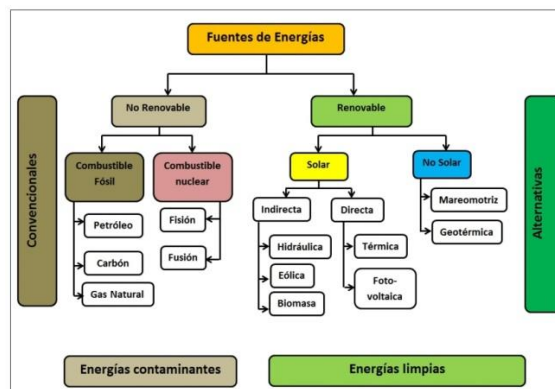 Fuentes de Energías
No Renovable
Renovable
Convencionales
Combustible
Fósil
Combustible
nuclear
Solar
No Solar
Alternativas
Petróleo
Carbón
Gas Natural
Fisión
Fusión
Indirecta
Directa
Hidráulica
Eólica
Biomasa
Térmica
Foto-
voltaica
Mareomotriz
Geotérmica
Energías contaminantes
Energías limpias